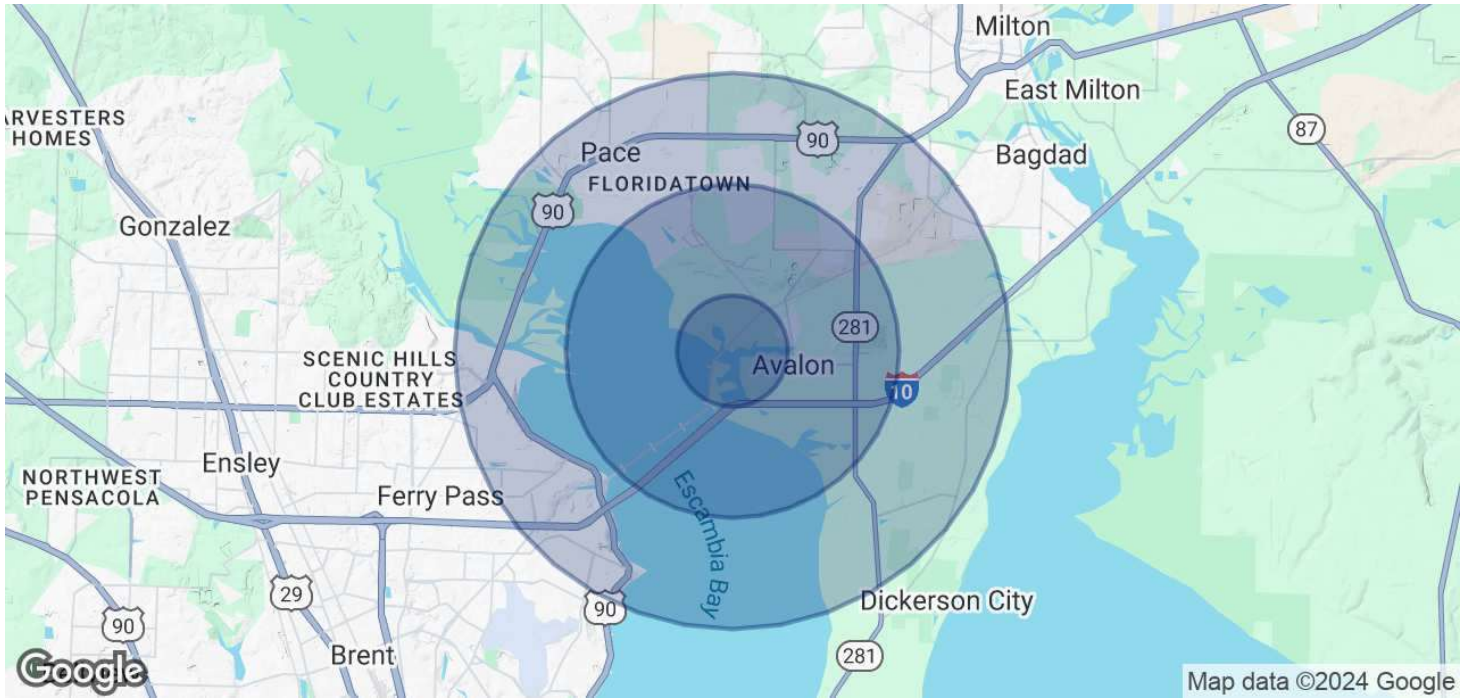 Milton
East Milton
ARVESTERS
HOMES
87
90
Pace
Bagdad
FLORIDATOWN
90
Gonzalez
281
SCENIC HILLS
COUNTRY
CLUB ESTATES
Avalon
10
Ensley
NORTHWEST
PENSACOLA
Ferry Pass
Escambia Bay
29
90
90
Dickerson City
Brent
281
Google
Map data ©2024 Google